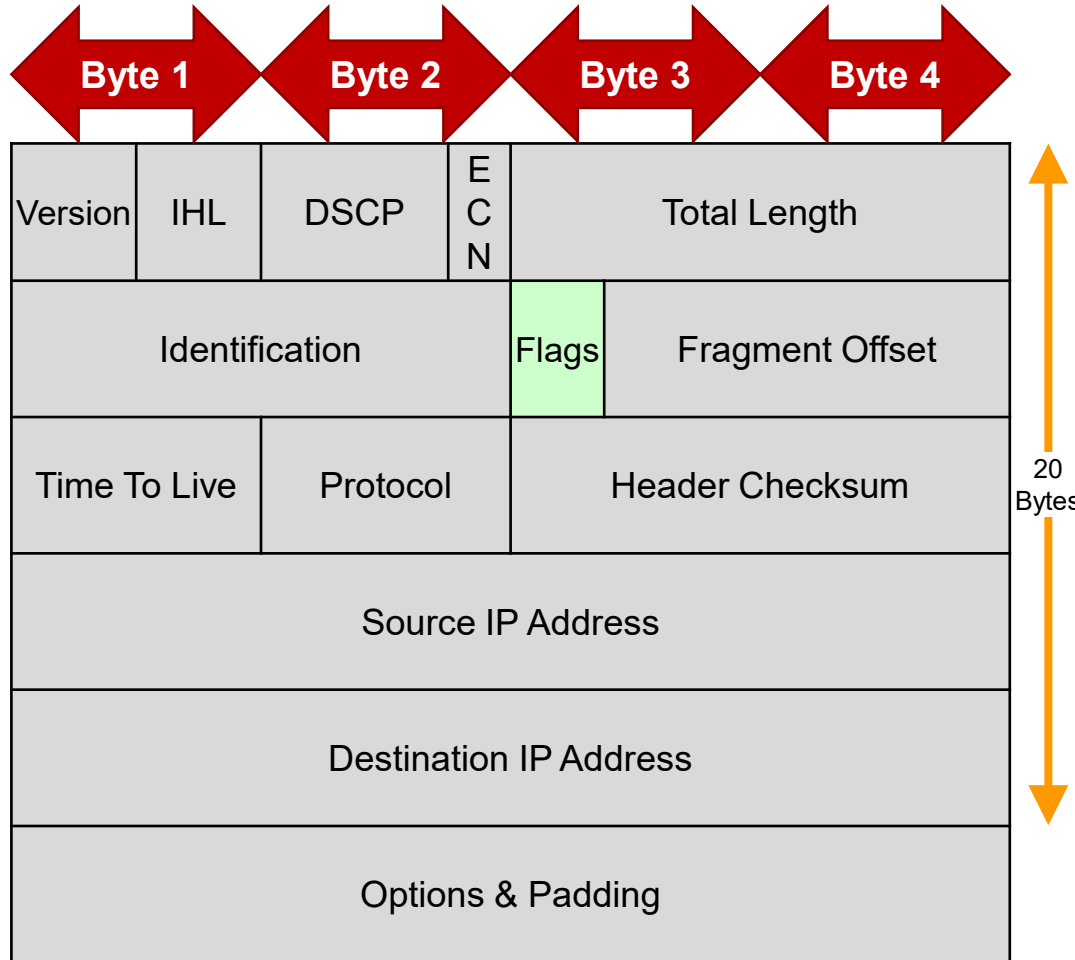 Byte 1 Byte 2 Byte 3 Byte 4
Version IHL DSCP E C N Total Length
Identification Flags Fragment Offset
Time To Live Protocol Header Checksum
20
Bytes
Source IP Address
Destination IP Address
Options & Padding